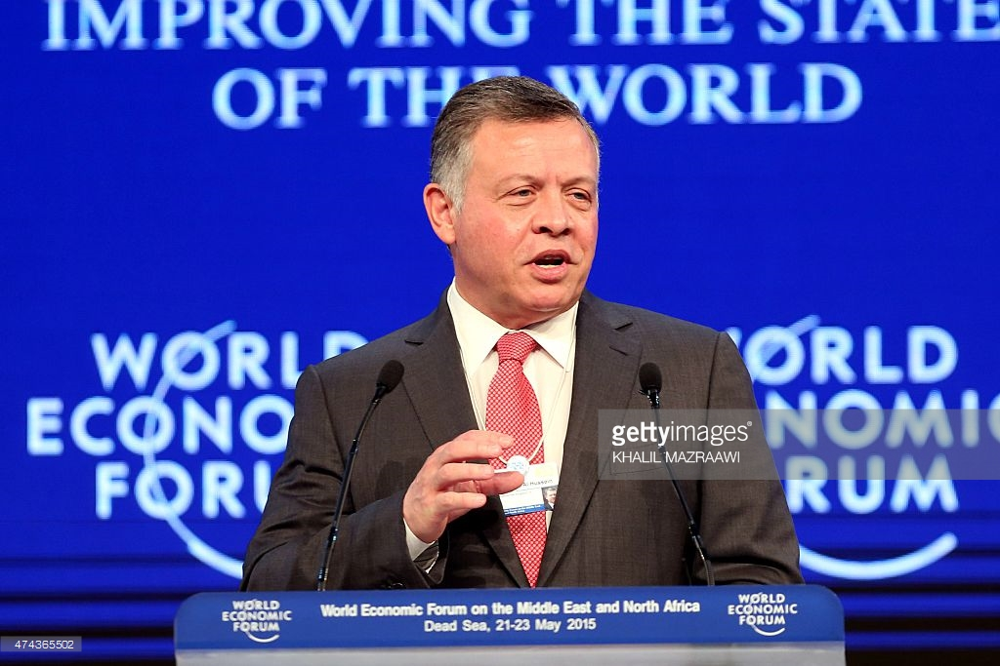 IMPROVING THE STATE
OF THE WORLD
WORLD
ECONOMIC
FORUM
WORLD
ECONOMIC
FORUM
gettyimages®
KHALIL MAZRAAWI
Al Hussein
WORLD
ECONOMIC
FORUM
World Economic Forum on the Middle East and North Africa
Dead Sea, 21-23 May 2015
WORLD
ECONOMIC
FORUM
474365502